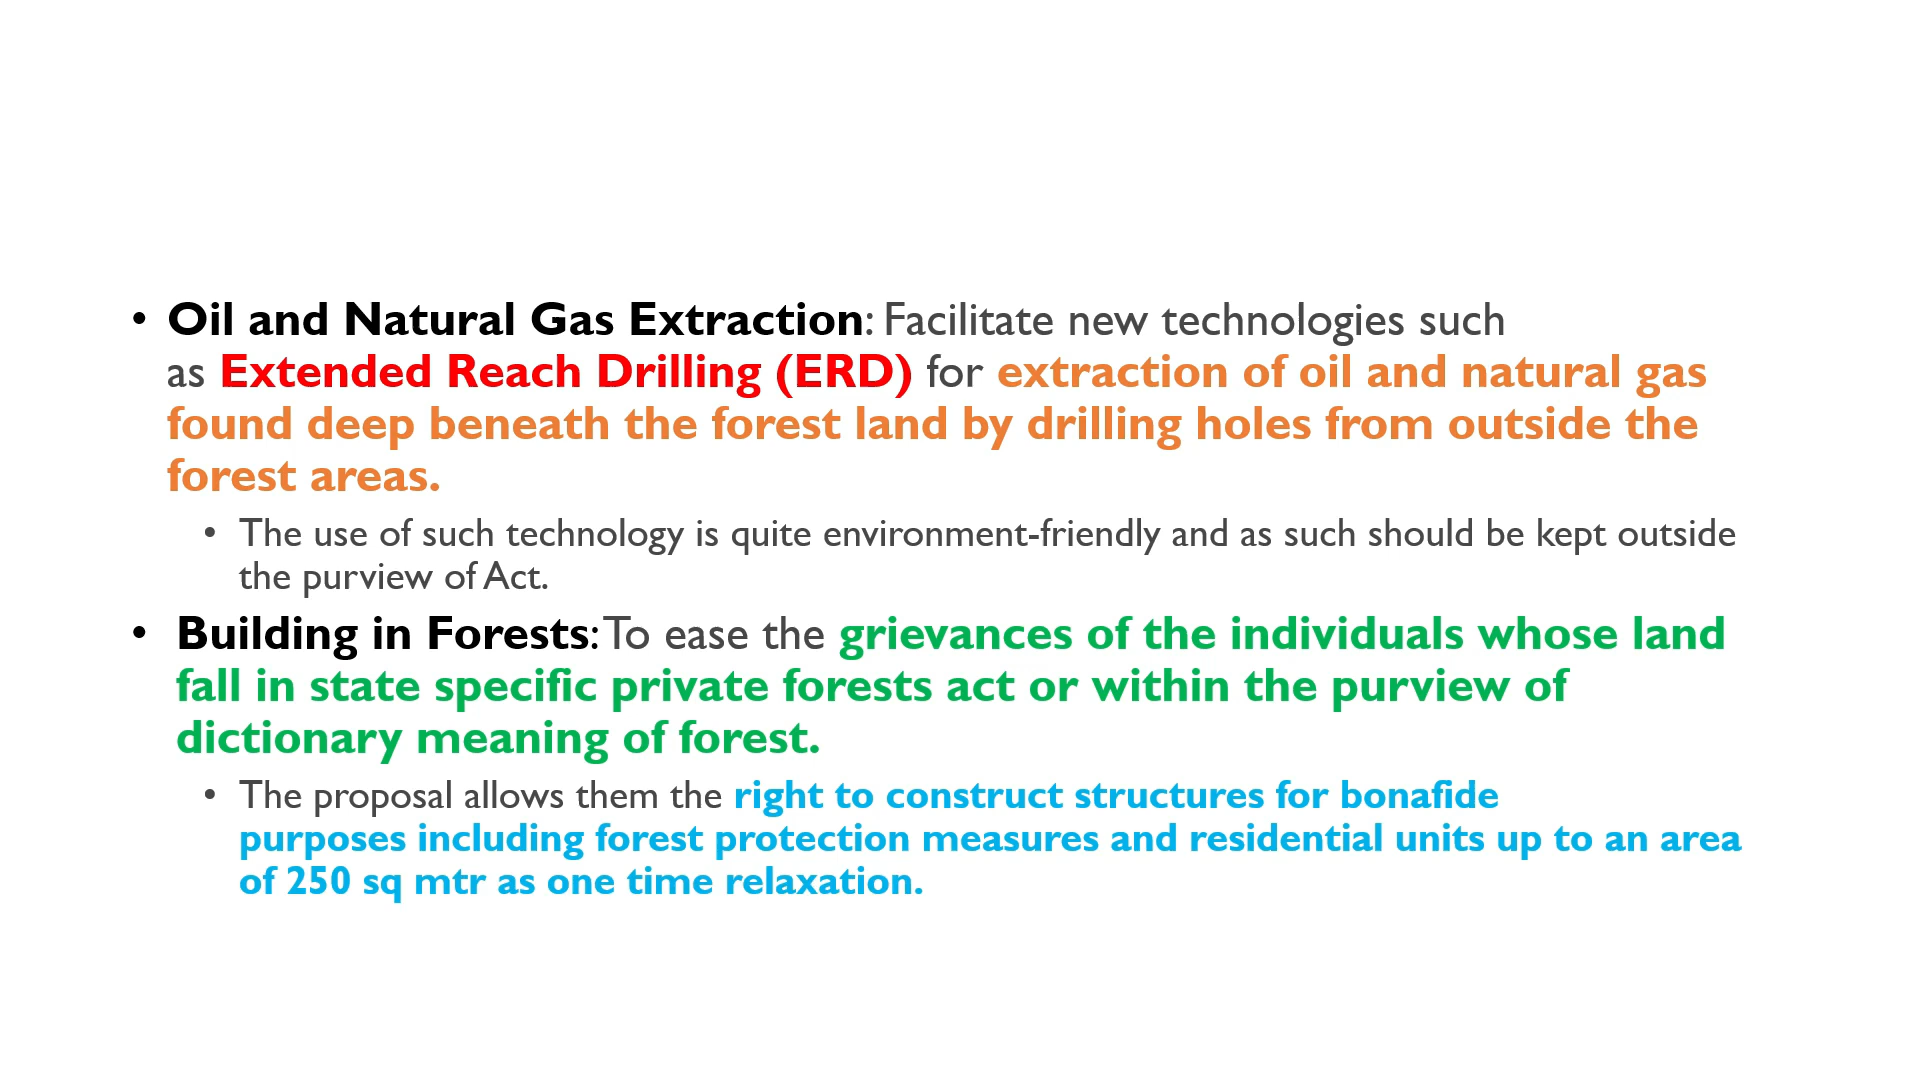 • Oil and Natural Gas Extraction: Facilitate new technologies such
as Extended Reach Drilling (ERD) for extraction of oil and natural gas
found deep beneath the forest land by drilling holes from outside the
forest areas.
• The use of such technology is quite environment-friendly and as such should be kept outside
the purview of Act.
• Building in Forests: To ease the grievances of the individuals whose land
fall in state specific private forests act or within the purview of
dictionary meaning of forest.
• The proposal allows them the right to construct structures for bonafide
purposes including forest protection measures and residential units up to an area
of 250 sq mtr as one time relaxation.